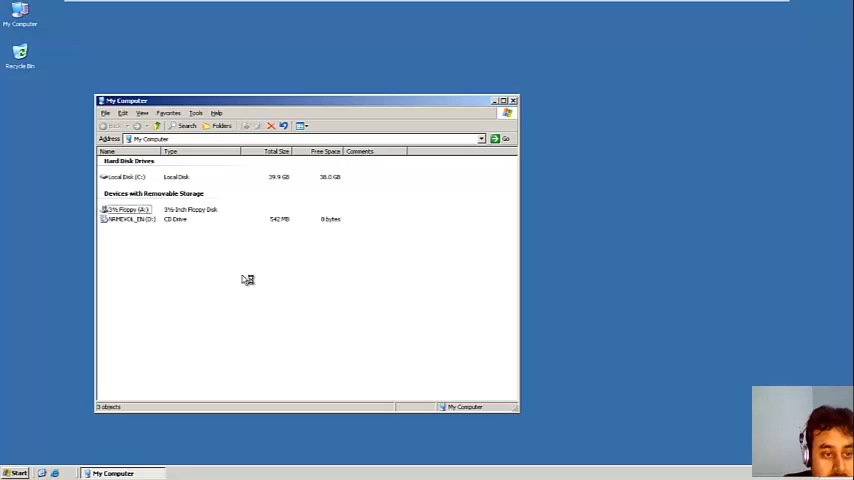 My Computer
Recycle Bin
My Computer
File Edit View Favorites Tools Help
Back Search Folders
Address My Computer Go
Name Type Total Size Free Space Comments
Hard Disk Drives
Local Disk (C:) Local Disk 39.9 GB 38.0 GB
Devices with Removable Storage
3½ Floppy (A:) 3½-Inch Floppy Disk
NRMEVOL_EN (D:) CD Drive 542 MB 0 bytes
3 objects My Computer
Start My Computer